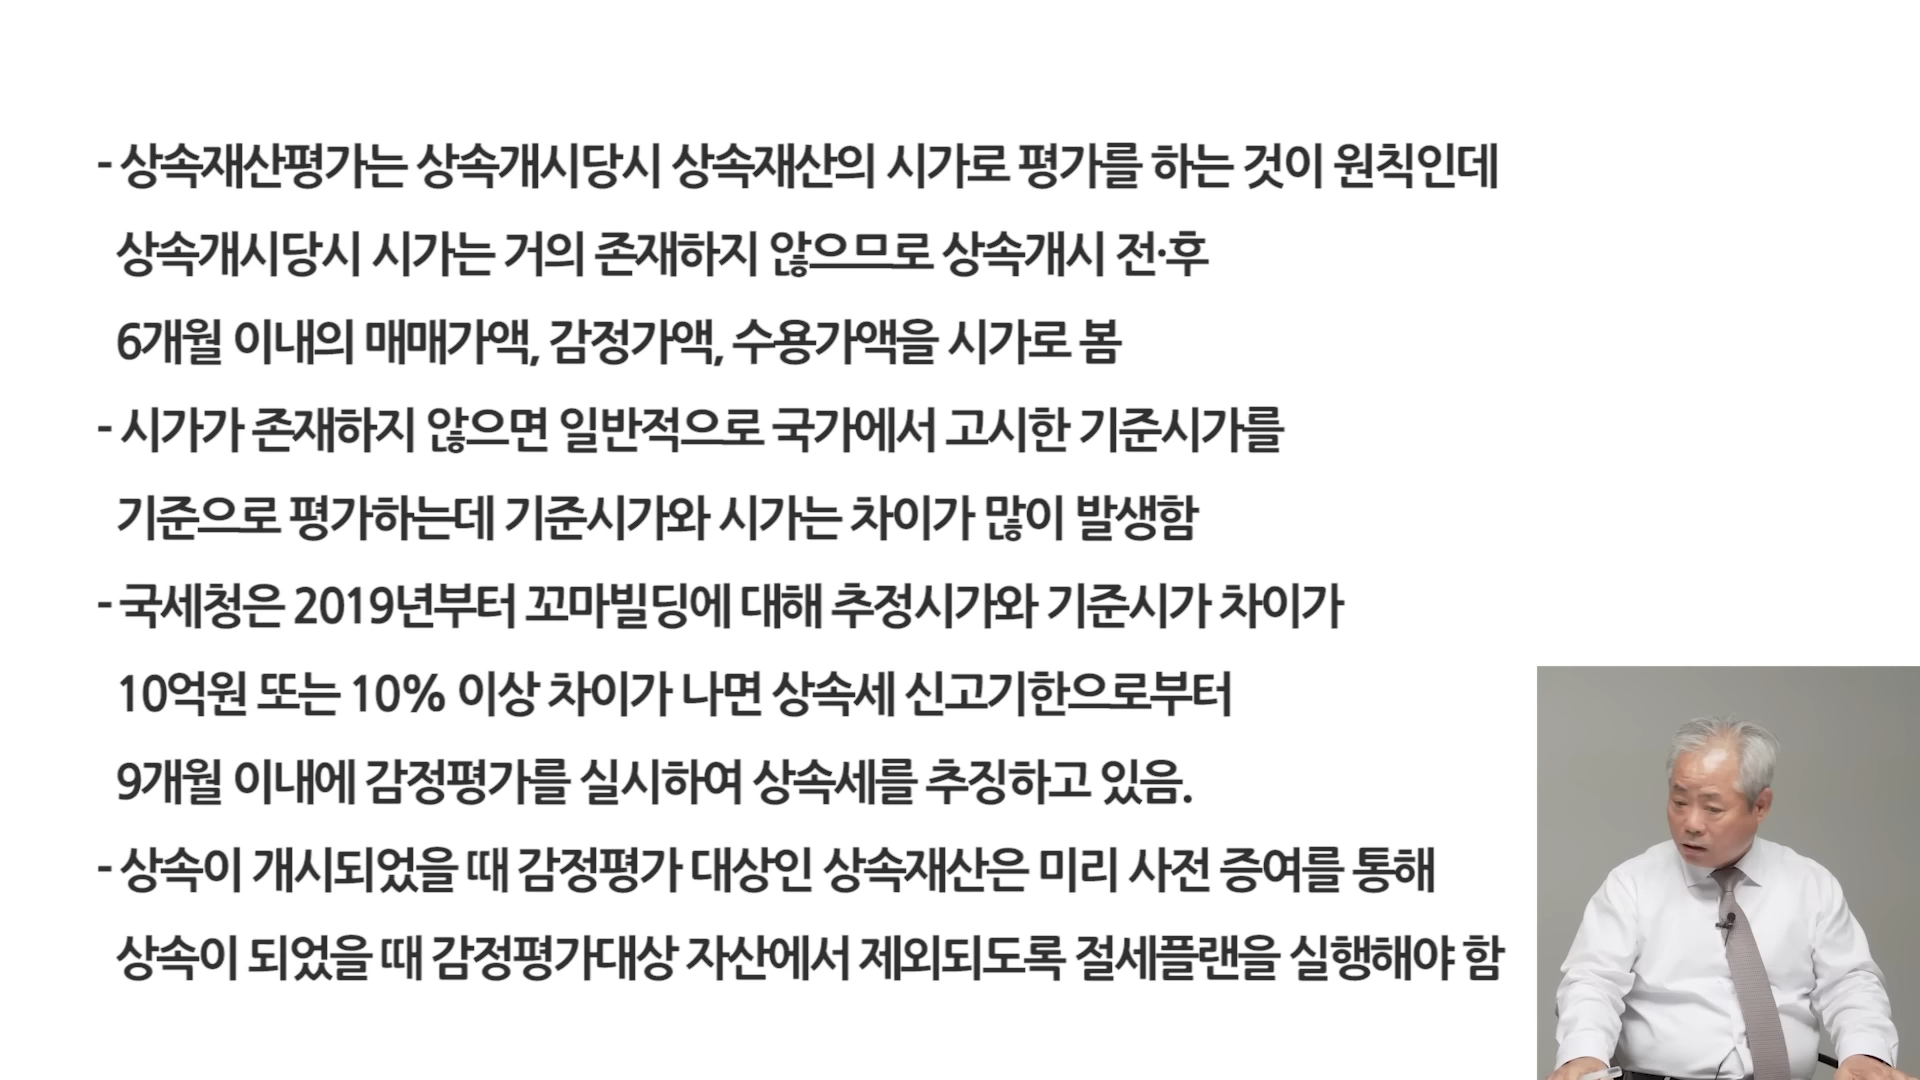 - 상속재산평가는 상속개시당시 상속재산의 시가로 평가를 하는 것이 원칙인데
상속개시당시 시가는 거의 존재하지 않으므로 상속개시 전·후
6개월 이내의 매매가액, 감정가액, 수용가액을 시가로 봄
- 시가가 존재하지 않으면 일반적으로 국가에서 고시한 기준시가를
기준으로 평가하는데 기준시가와 시가는 차이가 많이 발생함
- 국세청은 2019년부터 꼬마빌딩에 대해 추정시가와 기준시가 차이가
10억원 또는 10% 이상 차이가 나면 상속세 신고기한으로부터
9개월 이내에 감정평가를 실시하여 상속세를 추징하고 있음.
- 상속이 개시되었을 때 감정평가 대상인 상속재산은 미리 사전 증여를 통해
상속이 되었을 때 감정평가대상 자산에서 제외되도록 절세플랜을 실행해야 함